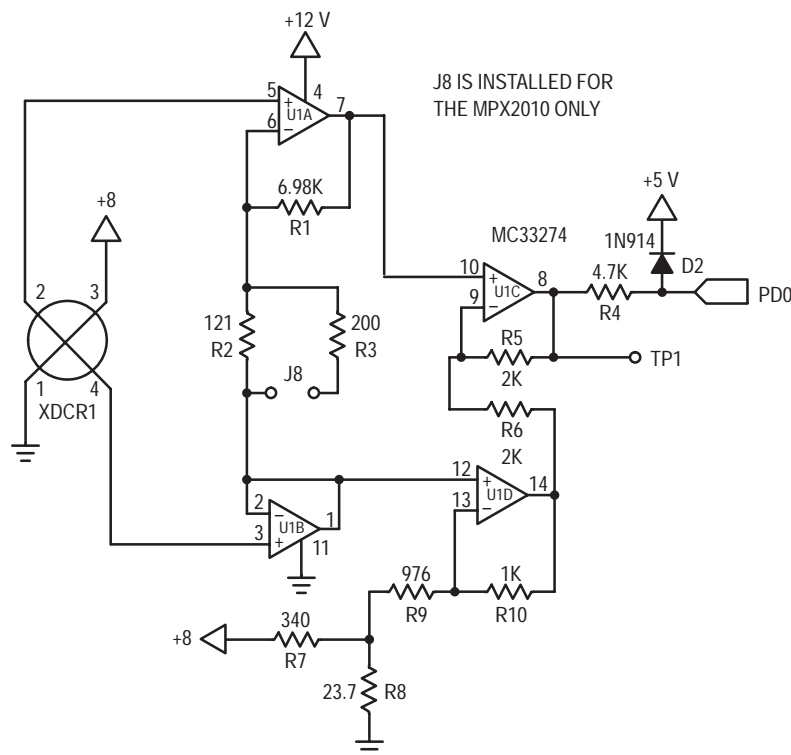 +12 V
J8 IS INSTALLED FOR
THE MPX2010 ONLY
5
4
+
U1A
7
6
−
6.98K
R1
+8
+5 V
MC33274
1N914
D2
2
3
10
+
U1C
8
9
−
4.7K
R4
PD0
121
R2
200
R3
R5
2K
TP1
J8
1
4
XDCR1
R6
2K
12
+
U1D
14
13
−
2
−
U1B
1
3
+
11
976
R9
1K
R10
+8
340
R7
23.7
R8